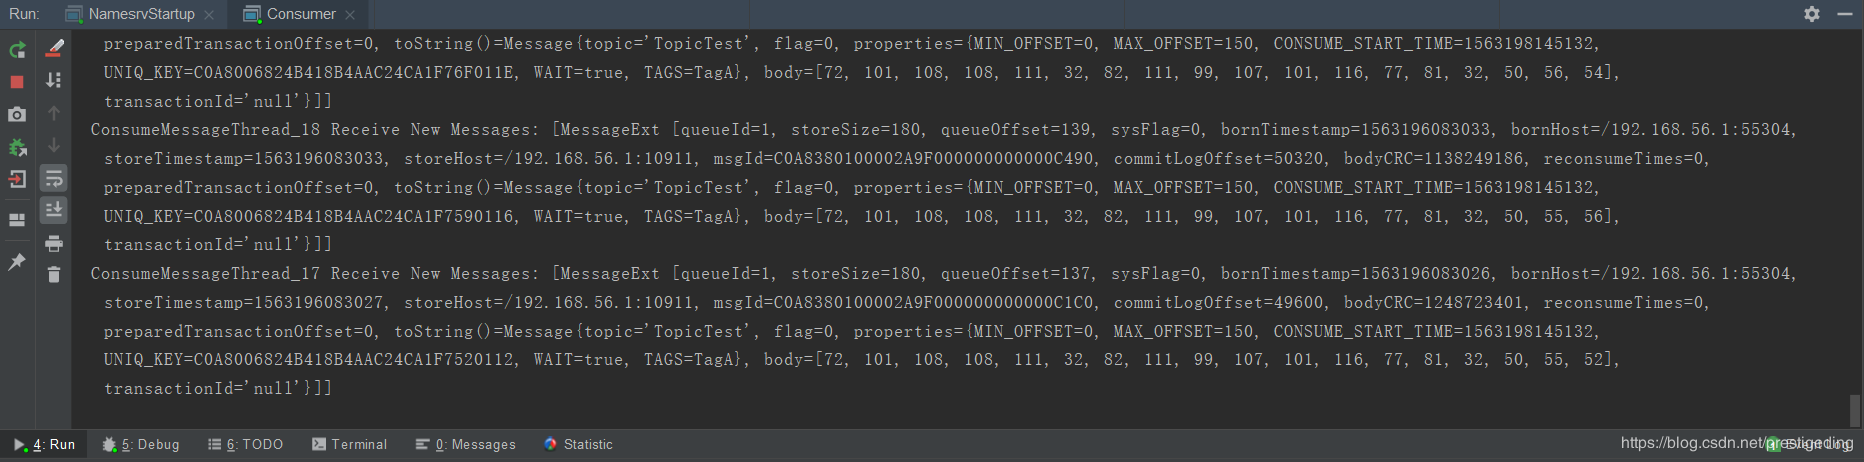 Run: NamesrvStartup × Consumer ×
preparedTransactionOffset=0, toString()=Message{topic='TopicTest', flag=0, properties={MIN_OFFSET=0, MAX_OFFSET=150, CONSUME_START_TIME=1563198145132,
UNIQ_KEY=C0A8006824B418B4AAC24CA1F76F011E, WAIT=true, TAGS=TagA}, body=[72, 101, 108, 108, 111, 32, 82, 111, 99, 107, 101, 116, 77, 81, 32, 50, 56, 54],
transactionId='null'}]]
ConsumeMessageThread_18 Receive New Messages: [MessageExt [queueId=1, storeSize=180, queueOffset=139, sysFlag=0, bornTimestamp=1563196083033, bornHost=/192.168.56.1:55304,
storeTimestamp=1563196083033, storeHost=/192.168.56.1:10911, msgId=C0A8380100002A9F000000000000C490, commitLogOffset=50320, bodyCRC=1138249186, reconsumeTimes=0,
preparedTransactionOffset=0, toString()=Message{topic='TopicTest', flag=0, properties={MIN_OFFSET=0, MAX_OFFSET=150, CONSUME_START_TIME=1563198145132,
UNIQ_KEY=C0A8006824B418B4AAC24CA1F7590116, WAIT=true, TAGS=TagA}, body=[72, 101, 108, 108, 111, 32, 82, 111, 99, 107, 101, 116, 77, 81, 32, 50, 55, 56],
transactionId='null'}]]
ConsumeMessageThread_17 Receive New Messages: [MessageExt [queueId=1, storeSize=180, queueOffset=137, sysFlag=0, bornTimestamp=1563196083026, bornHost=/192.168.56.1:55304,
storeTimestamp=1563196083027, storeHost=/192.168.56.1:10911, msgId=C0A8380100002A9F000000000000C1C0, commitLogOffset=49600, bodyCRC=1248723401, reconsumeTimes=0,
preparedTransactionOffset=0, toString()=Message{topic='TopicTest', flag=0, properties={MIN_OFFSET=0, MAX_OFFSET=150, CONSUME_START_TIME=1563198145132,
UNIQ_KEY=C0A8006824B418B4AAC24CA1F7520112, WAIT=true, TAGS=TagA}, body=[72, 101, 108, 108, 111, 32, 82, 111, 99, 107, 101, 116, 77, 81, 32, 50, 55, 52],
transactionId='null'}]]
4: Run 5: Debug 6: TODO Terminal 0: Messages Statistic Event Log
https://blog.csdn.net/prestigeding